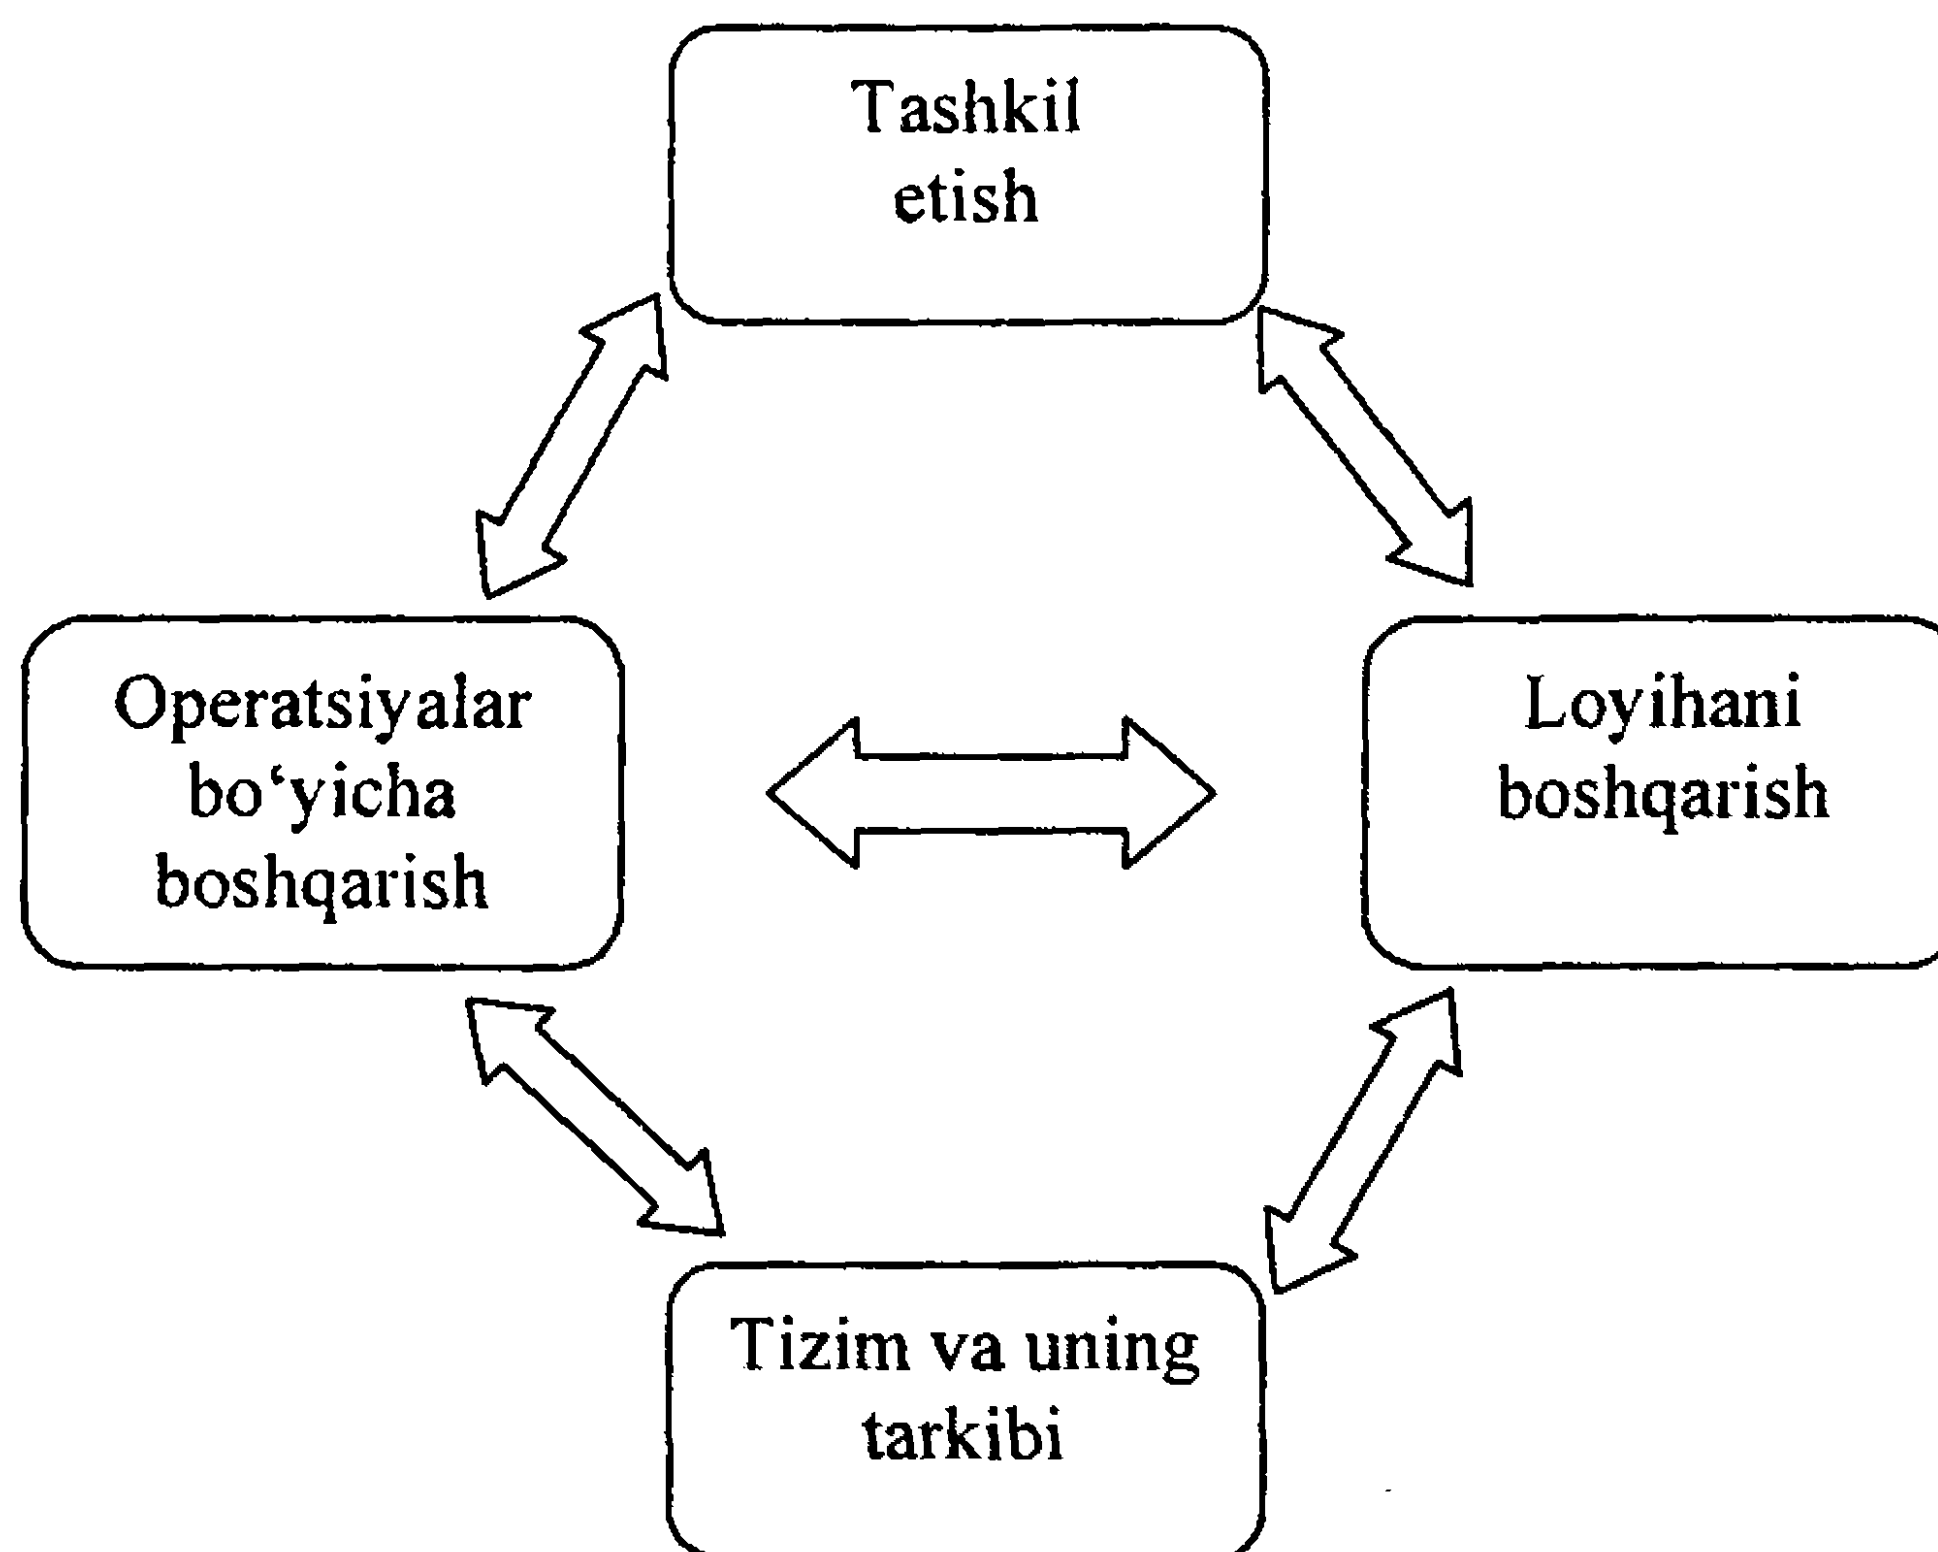 Tashkil
etish
Operatsiyalar
bo‘yicha
boshqarish
Loyihani
boshqarish
Tizim va uning
tarkibi